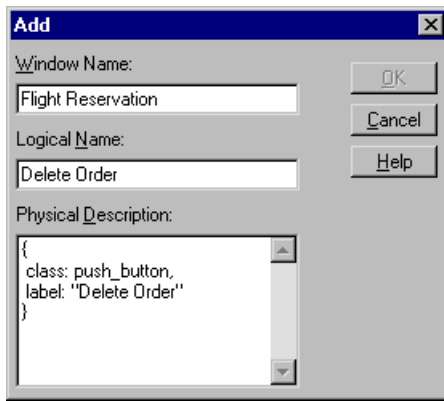 Add
Window Name:
OK
Flight Reservation
Cancel
Logical Name:
Help
Delete Order
Physical Description:
{
class: push_button,
label: "Delete Order"
}